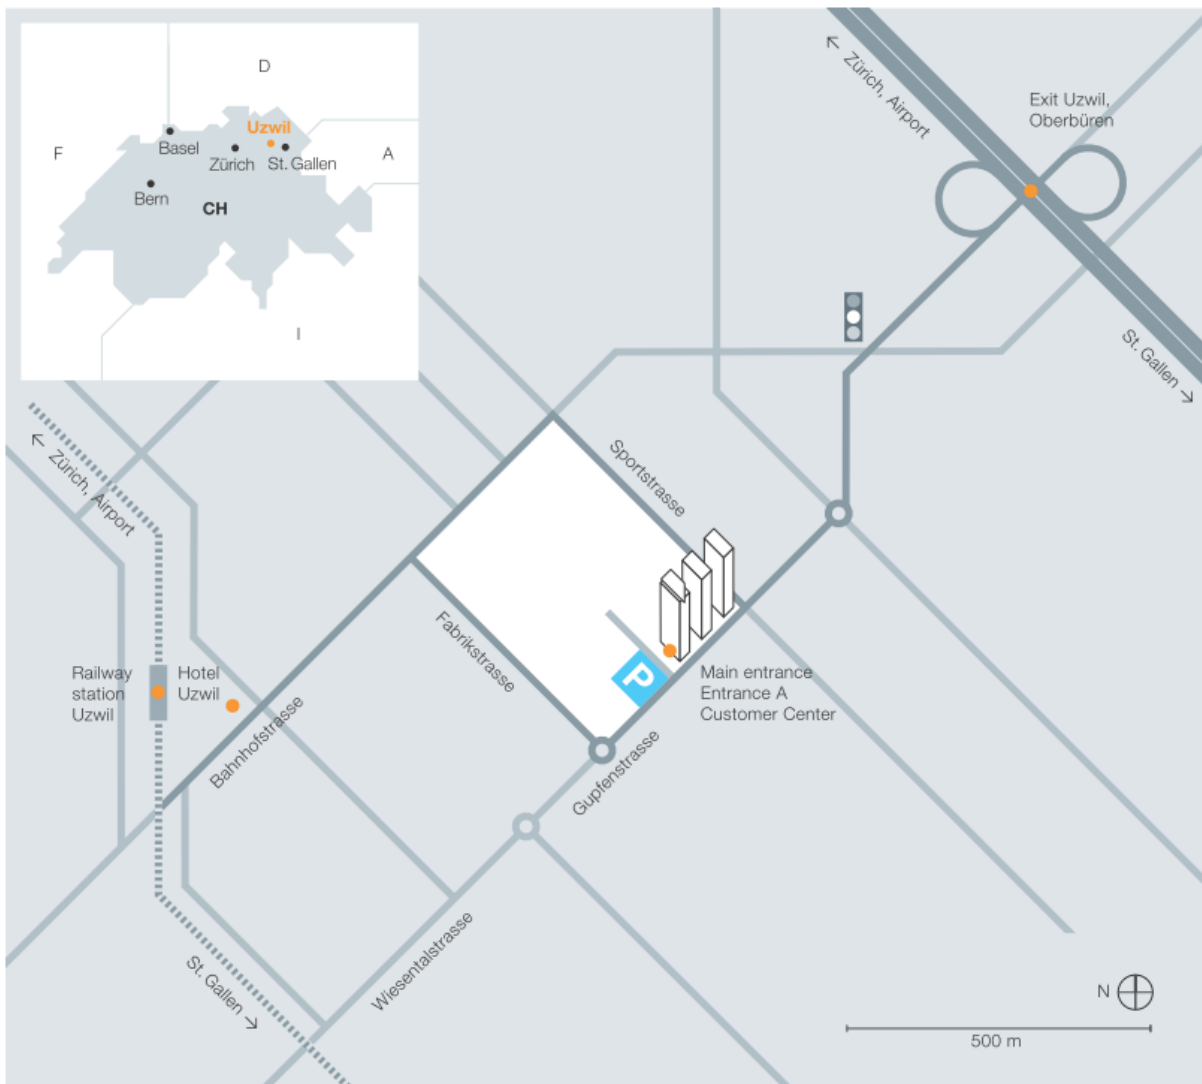 D
Uzwil
F
Basel
A
Zürich
St. Gallen
Bern
CH
I
Zürich, Airport
Exit Uzwil,
Oberbüren
St. Gallen
Zürich, Airport
Sportstrasse
Fabrikstrasse
Railway
station
Uzwil
Hotel
Uzwil
P
Main entrance
Entrance A
Customer Center
Bahnhofstrasse
Gupfenstrasse
Wiesentalstrasse
St. Gallen
N
500 m